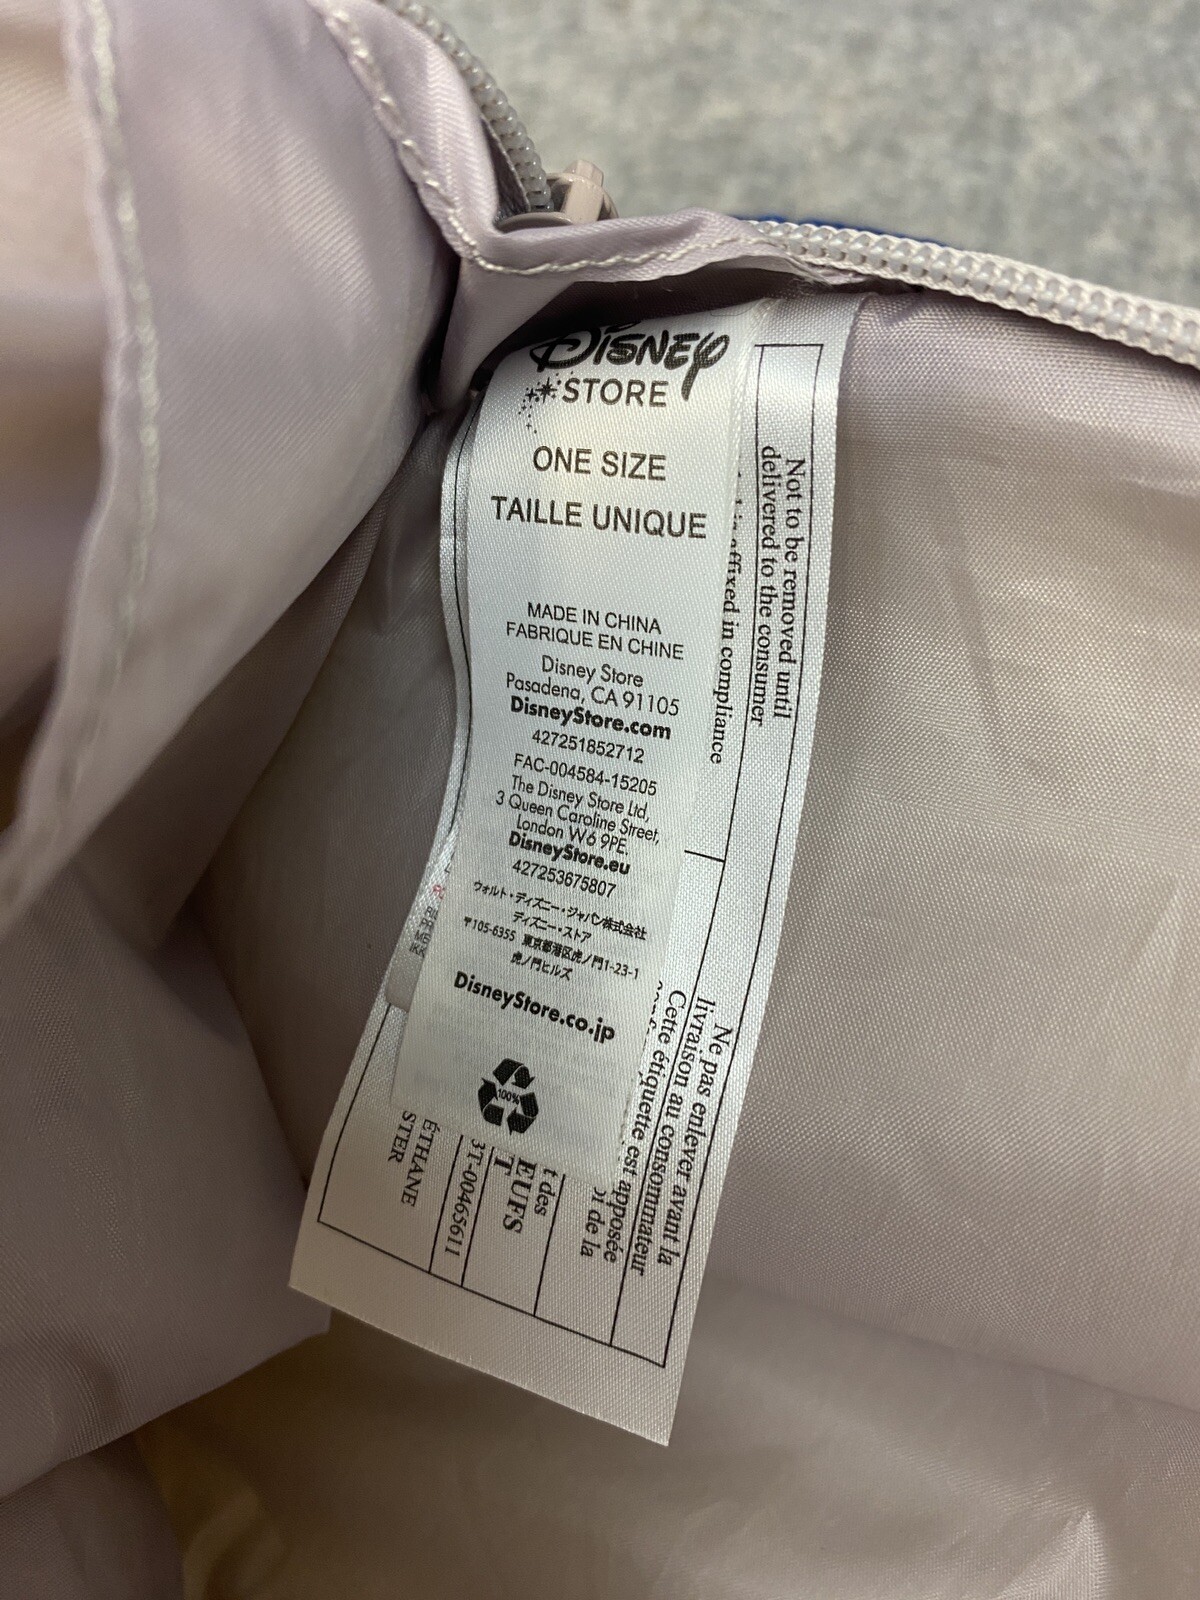 Disney
STORE
ONE SIZE
TAILLE UNIQUE
MADE IN CHINA
FABRIQUE EN CHINE
Disney Store
Pasadena, CA 91105
DisneyStore.com
427251852712
FAC-004584-15205
The Disney Store Ltd,
3 Queen Caroline Street,
London W6 9PE.
DisneyStore.eu
427253675807
ウォルト・ディズニー・ジャパン株式会社
ディズニー・ストア
〒105-6355 東京都港区虎ノ門1-23-1
虎ノ門ヒルズ
DisneyStore.co.jp
100%
Not to be removed until
delivered to the consumer
affixed in compliance
Ne pas enlever avant la
livraison au consommateur
Cette étiquette est apposée
de la
des
EUFS
T
3T-00465611
ÉTHANE
STER